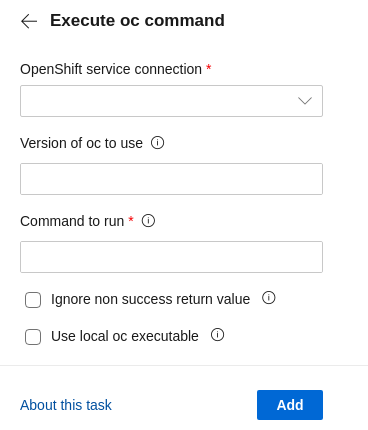 Execute oc command
OpenShift service connection *
Version of oc to use
Command to run *
Ignore non success return value
Use local oc executable
About this task
Add